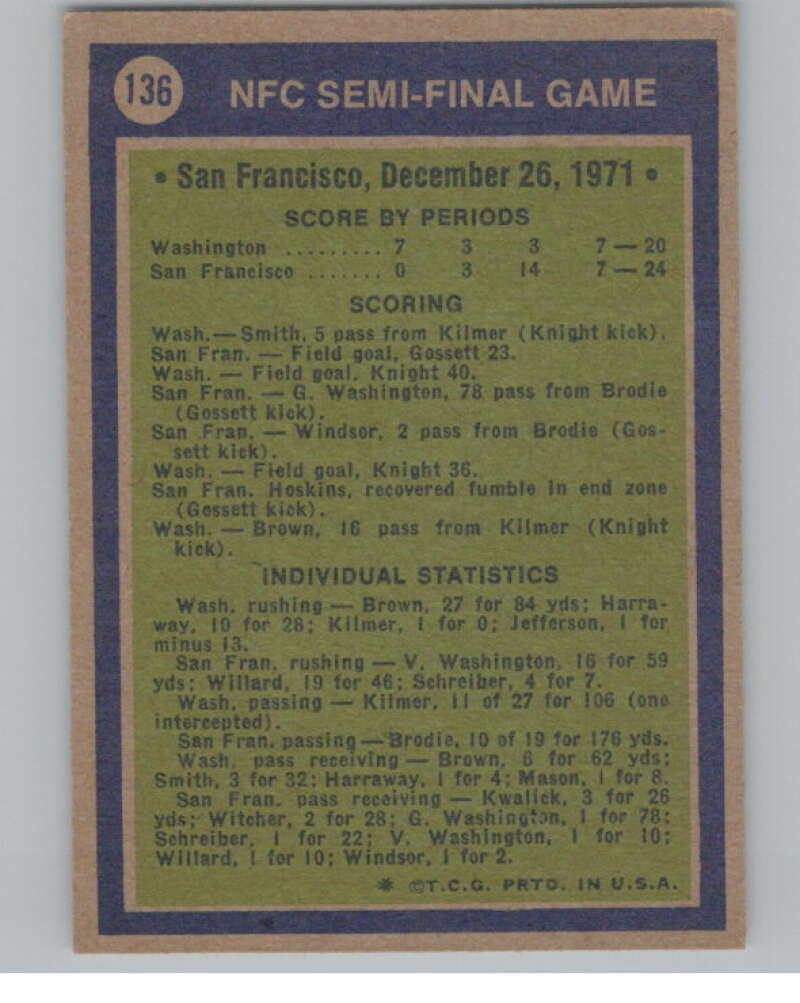 136
NFC SEMI-FINAL GAME
• San Francisco, December 26, 1971 •
SCORE BY PERIODS
Washington ......... 7 3 3 7 — 20
San Francisco ....... 0 3 14 7 — 24
SCORING
Wash.—Smith, 5 pass from Kilmer (Knight kick).
San Fran. — Field goal, Gossett 23.
Wash. — Field goal, Knight 40.
San Fran. — G. Washington, 78 pass from Brodie
(Gossett kick).
San Fran. — Windsor, 2 pass from Brodie (Gos-
sett kick).
Wash. — Field goal, Knight 36.
San Fran. Hoskins, recovered fumble in end zone
(Gossett kick).
Wash. — Brown, 16 pass from Kilmer (Knight
kick).
INDIVIDUAL STATISTICS
Wash. rushing — Brown, 27 for 84 yds; Harra-
way, 10 for 28; Kilmer, 1 for 0; Jefferson, 1 for
minus 13.
San Fran. rushing — V. Washington, 16 for 59
yds; Willard, 19 for 46; Schreiber, 4 for 7.
Wash. passing — Kilmer, 11 of 27 for 106 (one
intercepted).
San Fran. passing—Brodie, 10 of 19 for 176 yds.
Wash. pass receiving — Brown, 6 for 62 yds;
Smith, 3 for 32; Harraway, 1 for 4; Mason, 1 for 8.
San Fran. pass receiving — Kwalick, 3 for 26
yds; Witcher, 2 for 28; G. Washington, 1 for 78;
Schreiber, 1 for 22; V. Washington, 1 for 10;
Willard, 1 for 10; Windsor, 1 for 2.
* ©T.C.G. PRTD. IN U.S.A.